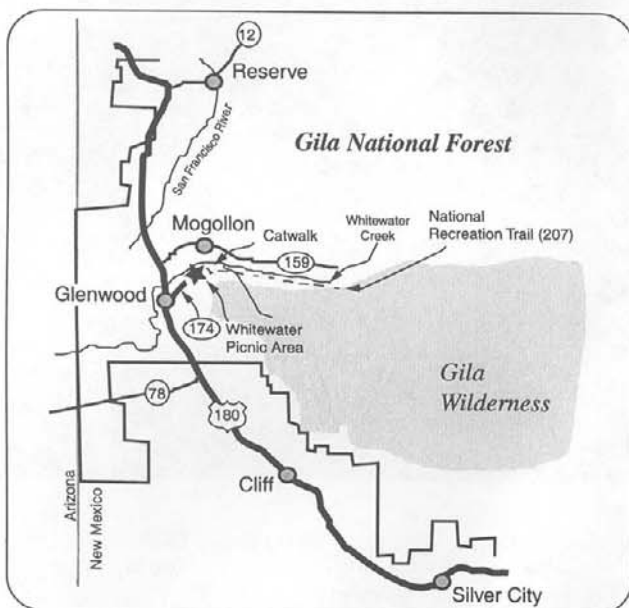 12
Reserve
San Francisco River
Gila National Forest
Mogollon
Catwalk
Whitewater
Creek
National
Recreation Trail (207)
159
Glenwood
174
Whitewater
Picnic Area
Gila
Wilderness
78
180
Cliff
Arizona
New Mexico
Silver City